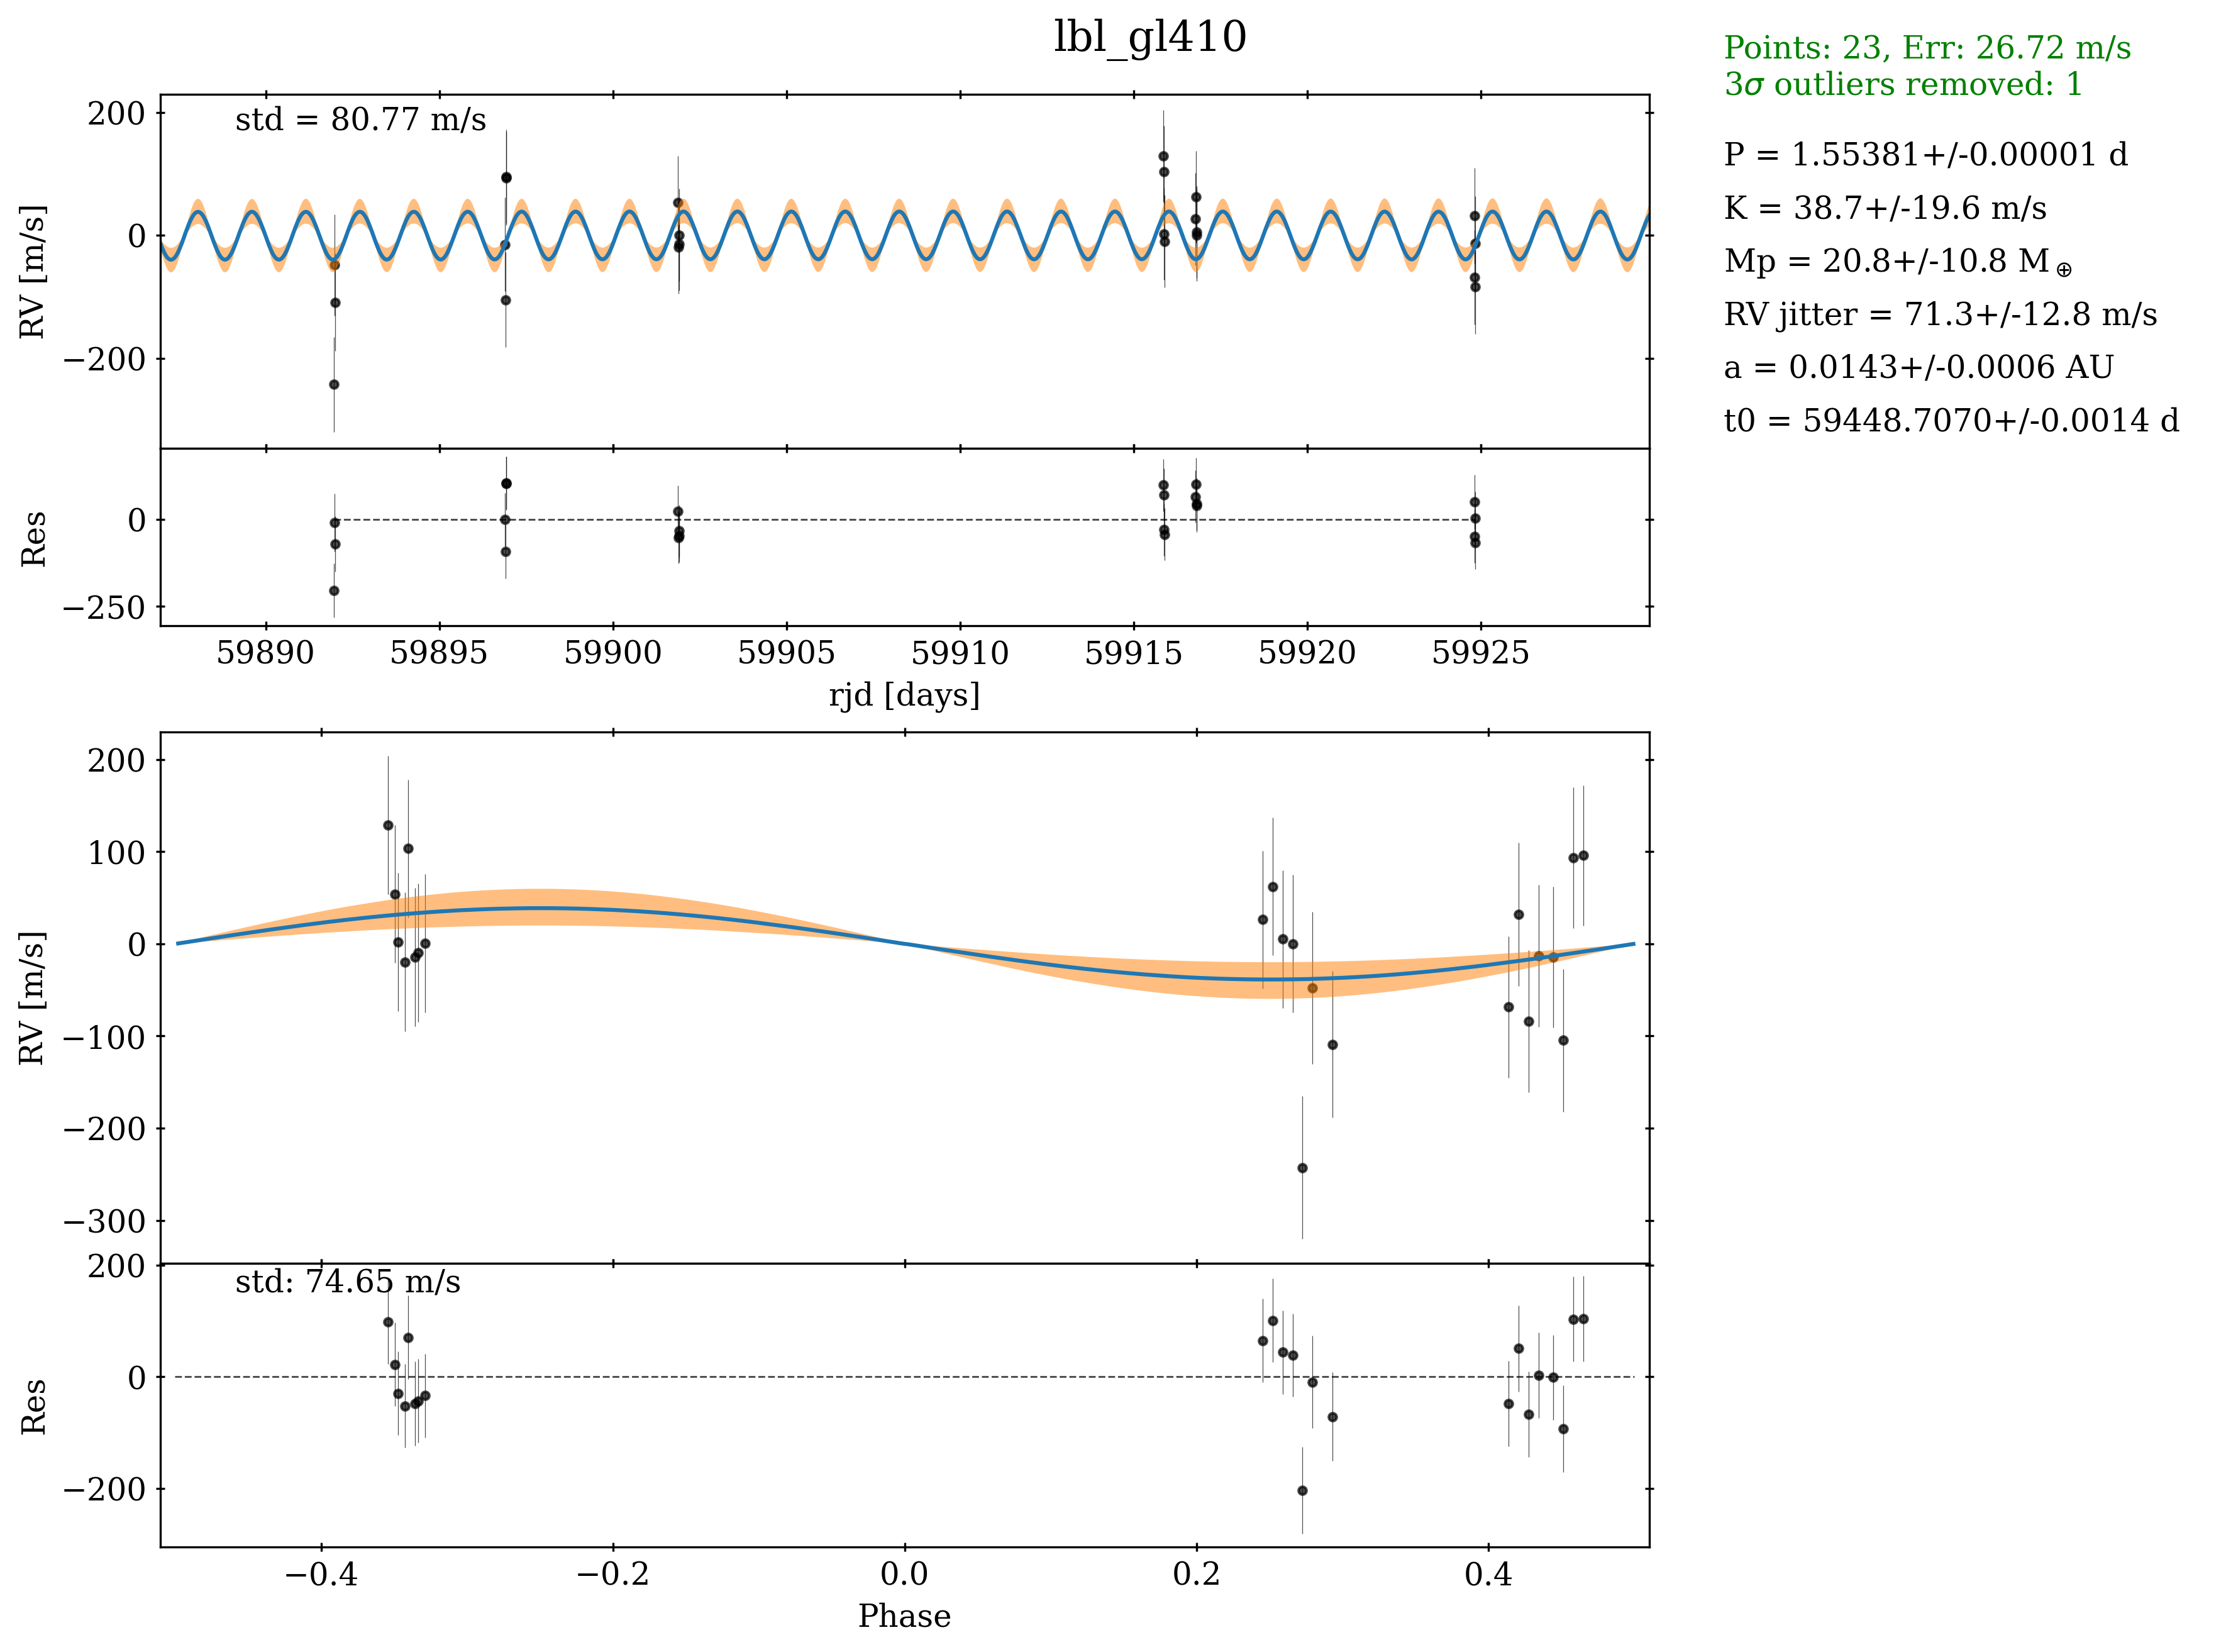 lbl_gl410
Points: 23, Err: 26.72 m/s
3σ outliers removed: 1
P = 1.55381+/-0.00001 d
K = 38.7+/-19.6 m/s
Mp = 20.8+/-10.8 M⊕
RV jitter = 71.3+/-12.8 m/s
a = 0.0143+/-0.0006 AU
t0 = 59448.7070+/-0.0014 d
std = 80.77 m/s
200
0
−200
RV [m/s]
0
−250
Res
59890 59895 59900 59905 59910 59915 59920 59925
rjd [days]
200
100
0
−100
−200
−300
RV [m/s]
std: 74.65 m/s
200
0
−200
Res
−0.4 −0.2 0.0 0.2 0.4
Phase